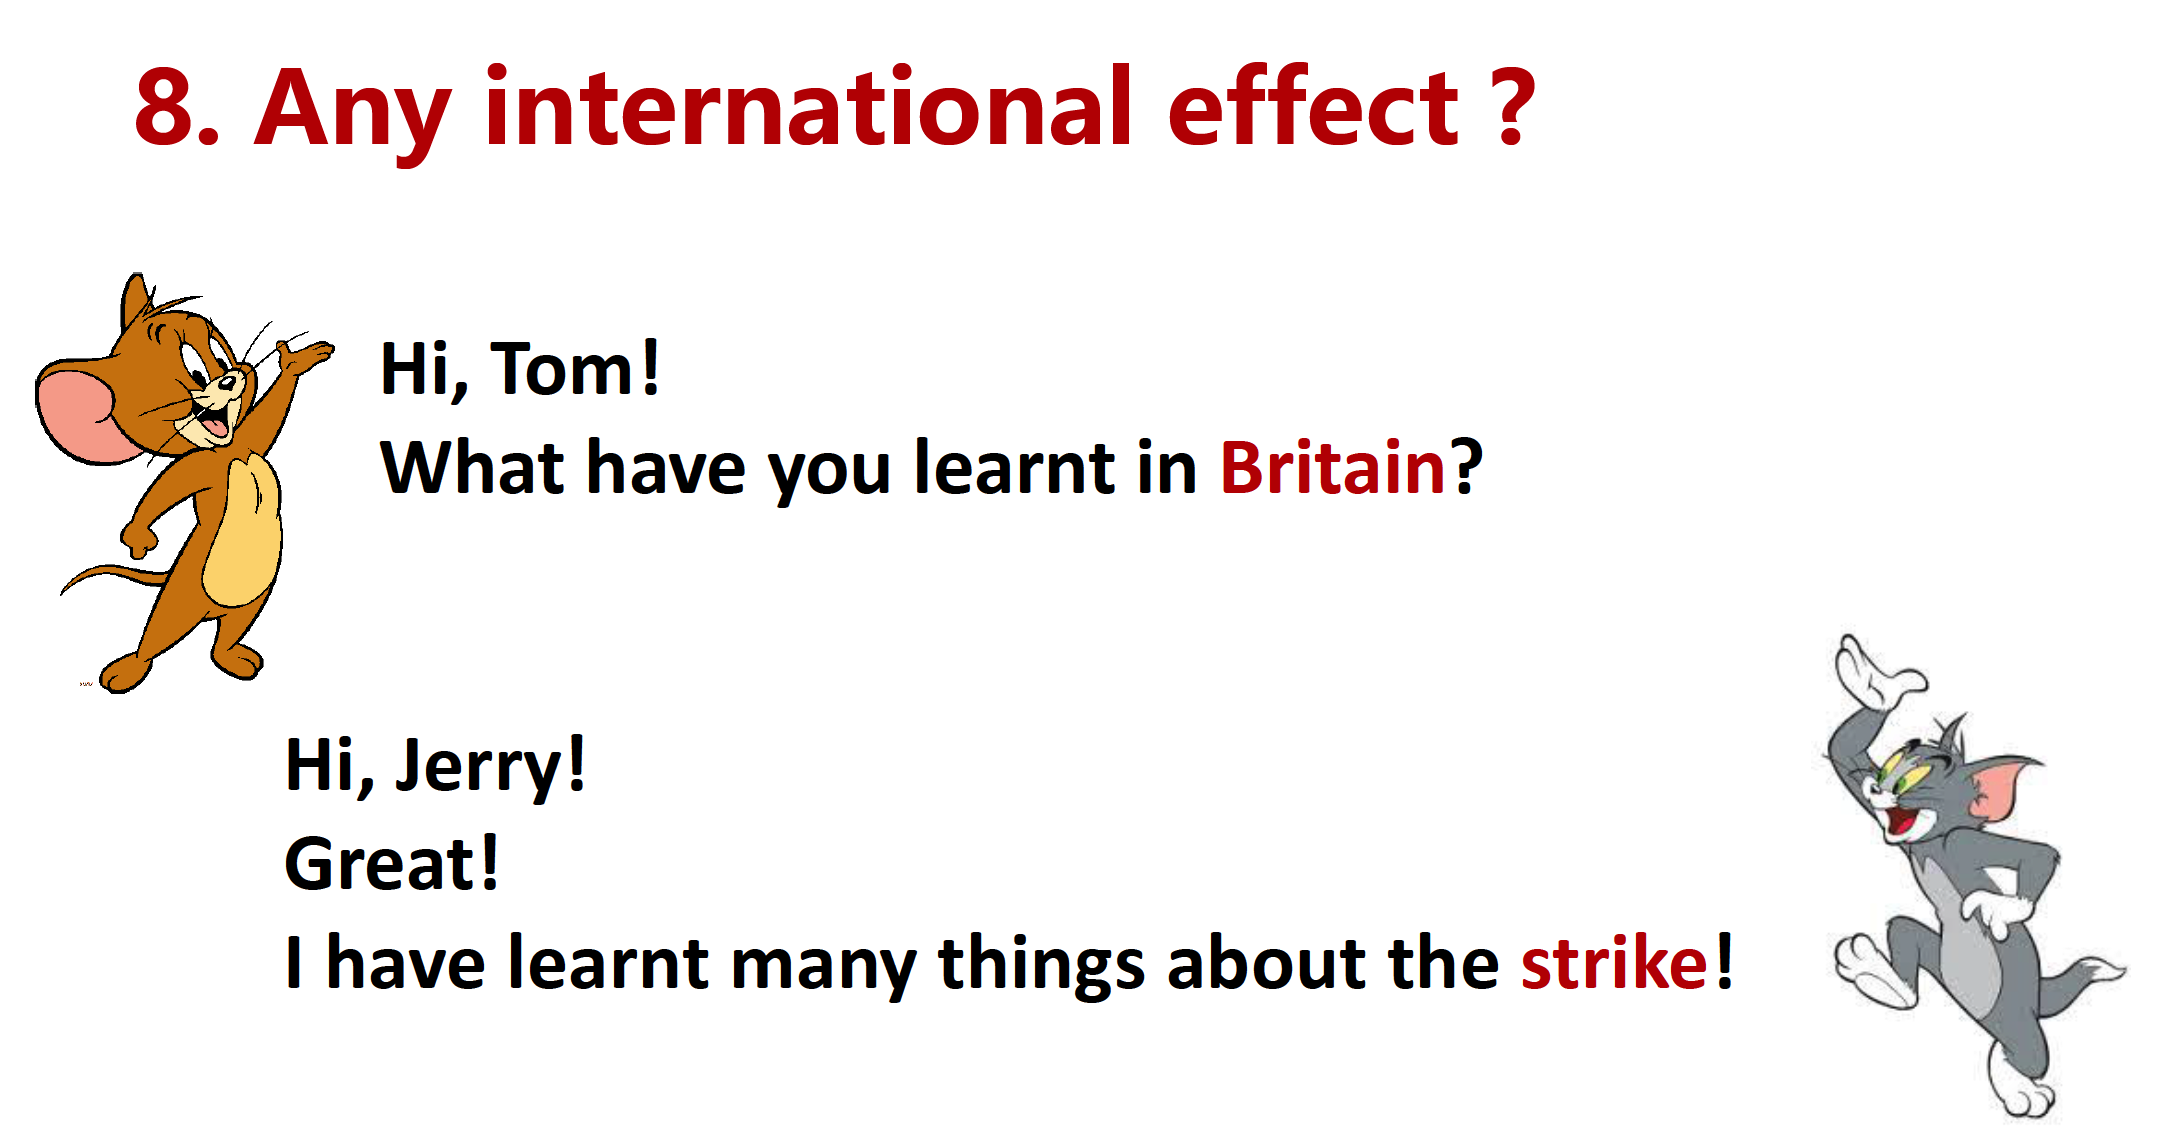 8. Any international effect ?
Hi, Tom!
What have you learnt in Britain?
Hi, Jerry!
Great!
I have learnt many things about the strike!